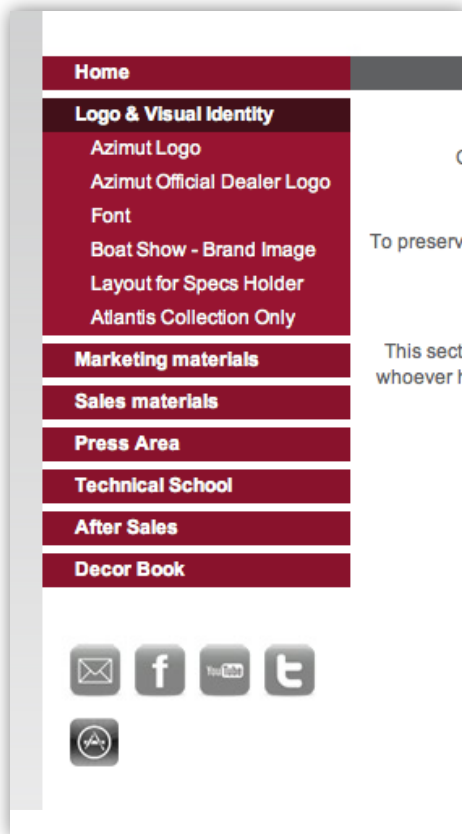 Home
Logo & Visual Identity
Azimut Logo
Azimut Official Dealer Logo
Font
Boat Show - Brand Image
Layout for Specs Holder
Atlantis Collection Only
Marketing materials
Sales materials
Press Area
Technical School
After Sales
Decor Book
To preserv
This sect
whoever h
f
You Tube
t